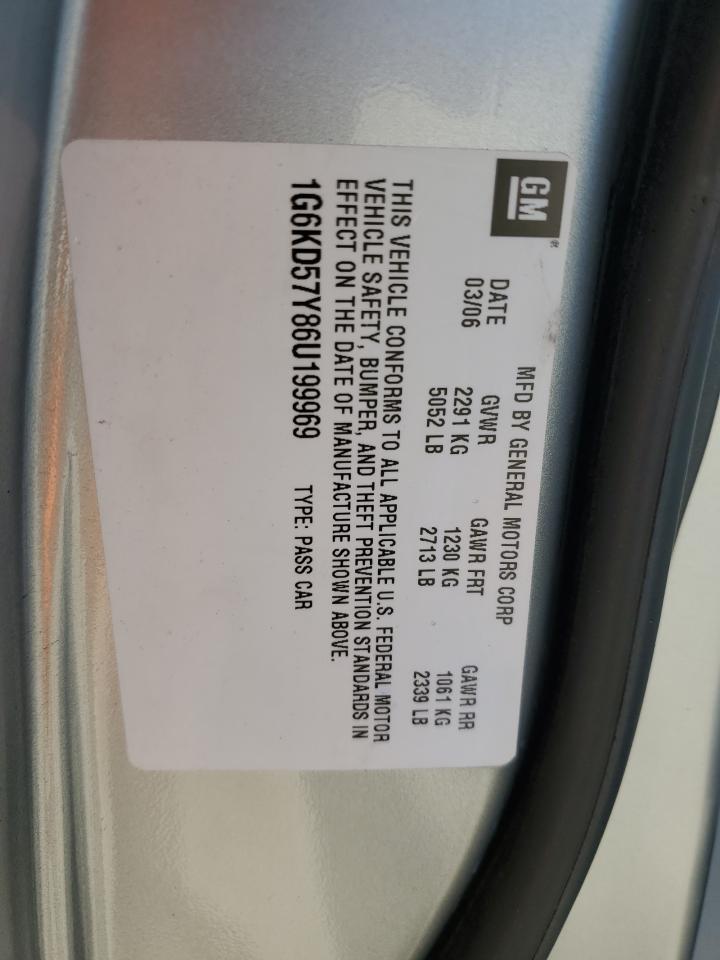 GM®
MFD BY GENERAL MOTORS CORP
DATE GVWR GAWR FRT GAWR RR
03/06 2291 KG 1230 KG 1061 KG
5052 LB 2713 LB 2339 LB
THIS VEHICLE CONFORMS TO ALL APPLICABLE U.S. FEDERAL MOTOR
VEHICLE SAFETY, BUMPER, AND THEFT PREVENTION STANDARDS IN
EFFECT ON THE DATE OF MANUFACTURE SHOWN ABOVE.
1G6KD57Y86U199969 TYPE: PASS CAR